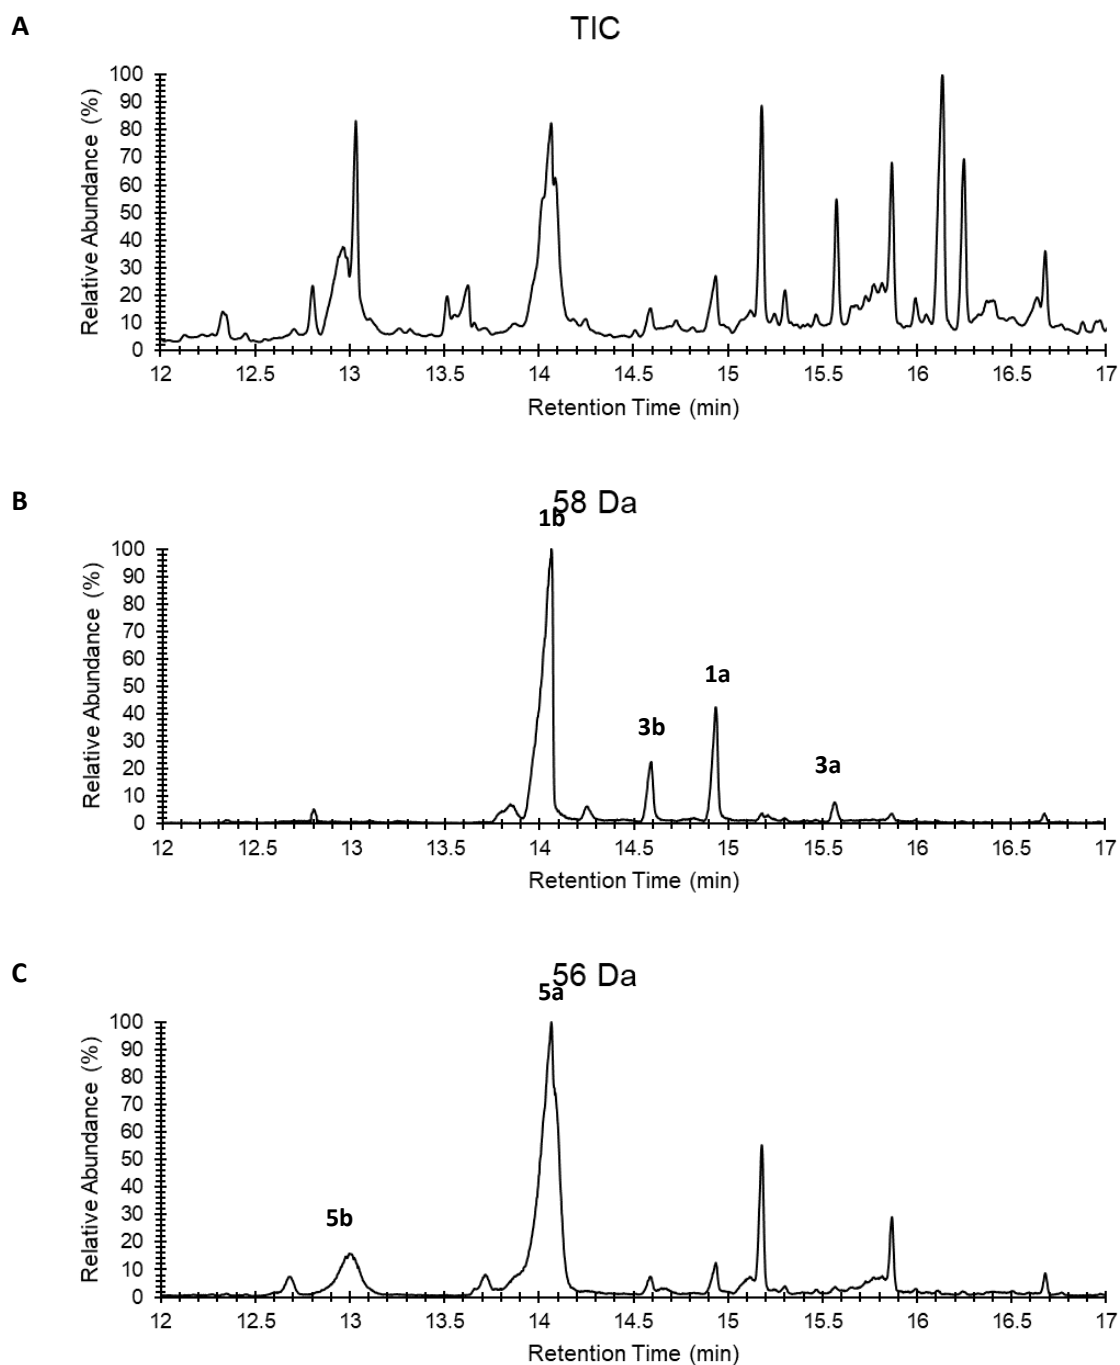 A
TIC
Relative Abundance (%)
100
90
80
70
60
50
40
30
20
10
0
12 12.5 13 13.5 14 14.5 15 15.5 16 16.5 17
Retention Time (min)
B
58 Da
1b
1a
3b
3a
Relative Abundance (%)
100
90
80
70
60
50
40
30
20
10
0
12 12.5 13 13.5 14 14.5 15 15.5 16 16.5 17
Retention Time (min)
C
56 Da
5a
5b
Relative Abundance (%)
100
90
80
70
60
50
40
30
20
10
0
12 12.5 13 13.5 14 14.5 15 15.5 16 16.5 17
Retention Time (min)